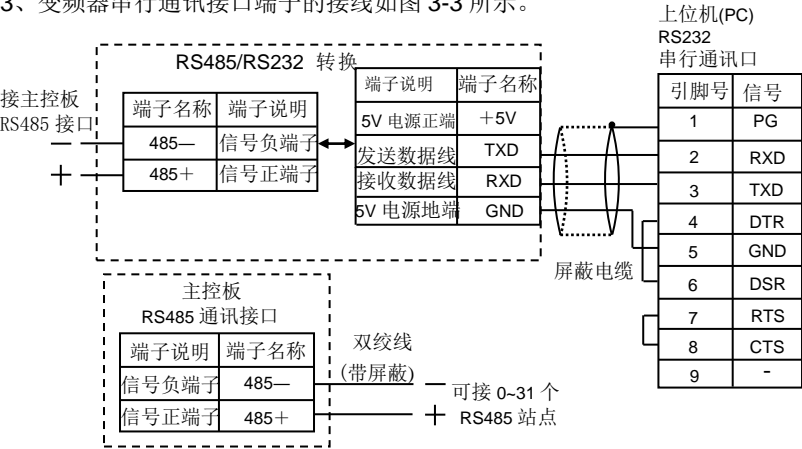 3、变频器串行通讯接口端子的接线如图 3-3 所示。
上位机(PC)
RS232
串行通讯口
RS485/RS232 转换
接主控板
RS485 接口
端子名称 端子说明
485— 信号负端子
485＋ 信号正端子
端子说明 端子名称
5V 电源正端 ＋5V
发送数据线 TXD
接收数据线 RXD
5V 电源地端 GND
屏蔽电缆
引脚号 信号
1 PG
2 RXD
3 TXD
4 DTR
5 GND
6 DSR
7 RTS
8 CTS
9 -
主控板
RS485 通讯接口
端子说明 端子名称
信号负端子 485—
信号正端子 485＋
双绞线
(带屏蔽)
— 可接 0~31 个
＋ RS485 站点